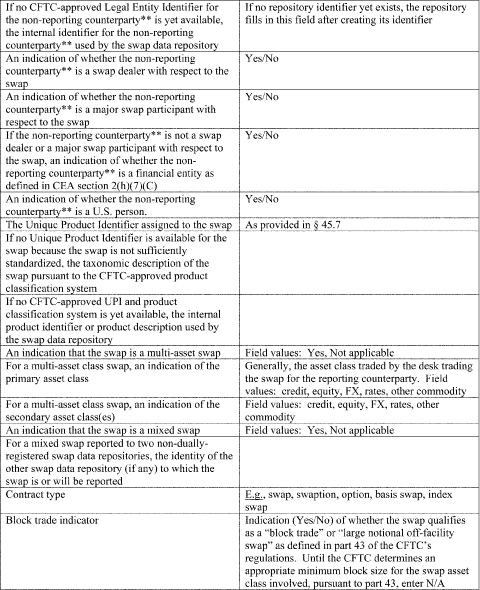 If no CFTC-approved Legal Entity Identifier
for the non-reporting counterparty** is yet available,
the internal identifier for the non-reporting
counterparty** used by the swap data repository
If no repository identifier yet exists, the repository
fills in this field after creating its identifier
An indication of whether the non-reporting
counterparty** is a swap dealer with respect to the
swap
Yes/No
An indication of whether the non-reporting
counterparty** is a major swap participant with
respect to the swap
Yes/No
If the non-reporting counterparty** is not a swap
dealer or a major swap participant with respect to
the swap, an indication of whether the non-
reporting counterparty** is a financial entity as
defined in CEA section 2(h)(7)(C)
Yes/No
An indication of whether the non-reporting
counterparty** is a U.S. person.
Yes/No
The Unique Product Identifier assigned to the swap
As provided in § 45.7
If no Unique Product Identifier is available for the
swap because the swap is not sufficiently
standardized, the taxonomic description of the
swap pursuant to the CFTC-approved product
classification system
If no CFTC-approved UPI and product
classification system is yet available, the internal
product identifier or product description used by
the swap data repository
An indication that the swap is a multi-asset swap
Field values: Yes, Not applicable
For a multi-asset class swap, an indication of the
primary asset class
Generally, the asset class traded by the desk trading
the swap for the reporting counterparty. Field
values: credit, equity, FX, rates, other commodity
For a multi-asset class swap, an indication of the
secondary asset class(es)
Field values: credit, equity, FX, rates, other
commodity
An indication that the swap is a mixed swap
Field values: Yes, Not applicable
For a mixed swap reported to two non-dually-
registered swap data repositories, the identity of the
other swap data repository (if any) to which the
swap is or will be reported
Contract type
E.g., swap, swaption, option, basis swap, index
swap
Block trade indicator
Indication (Yes/No) of whether the swap qualifies
as a "block trade" or "large notional off-facility
swap" as defined in part 43 of the CFTC's
regulations. Until the CFTC determines an
appropriate minimum block size for the swap asset
class involved, pursuant to part 43, enter N/A